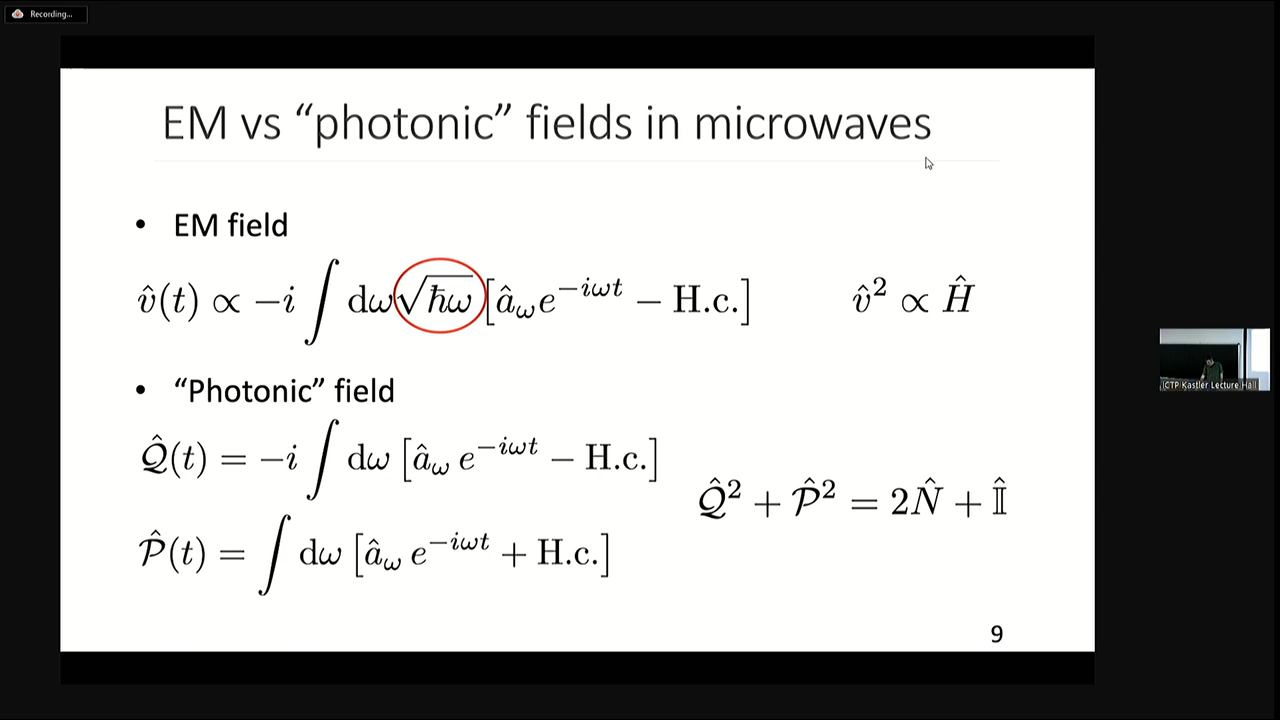 Recording...
EM vs “photonic” fields in microwaves
• EM field
v̂(t) ∝ −i ∫ dω√ħω [â_ω e^{−iωt} − H.c.]    v̂² ∝ Ĥ
• “Photonic” field
𝒬̂(t) = −i ∫ dω [â_ω e^{−iωt} − H.c.]
𝒬̂² + 𝒫̂² = 2N̂ + 𝕀̂
𝒫̂(t) = ∫ dω [â_ω e^{−iωt} + H.c.]
9
ICTP Kastler Lecture Hall